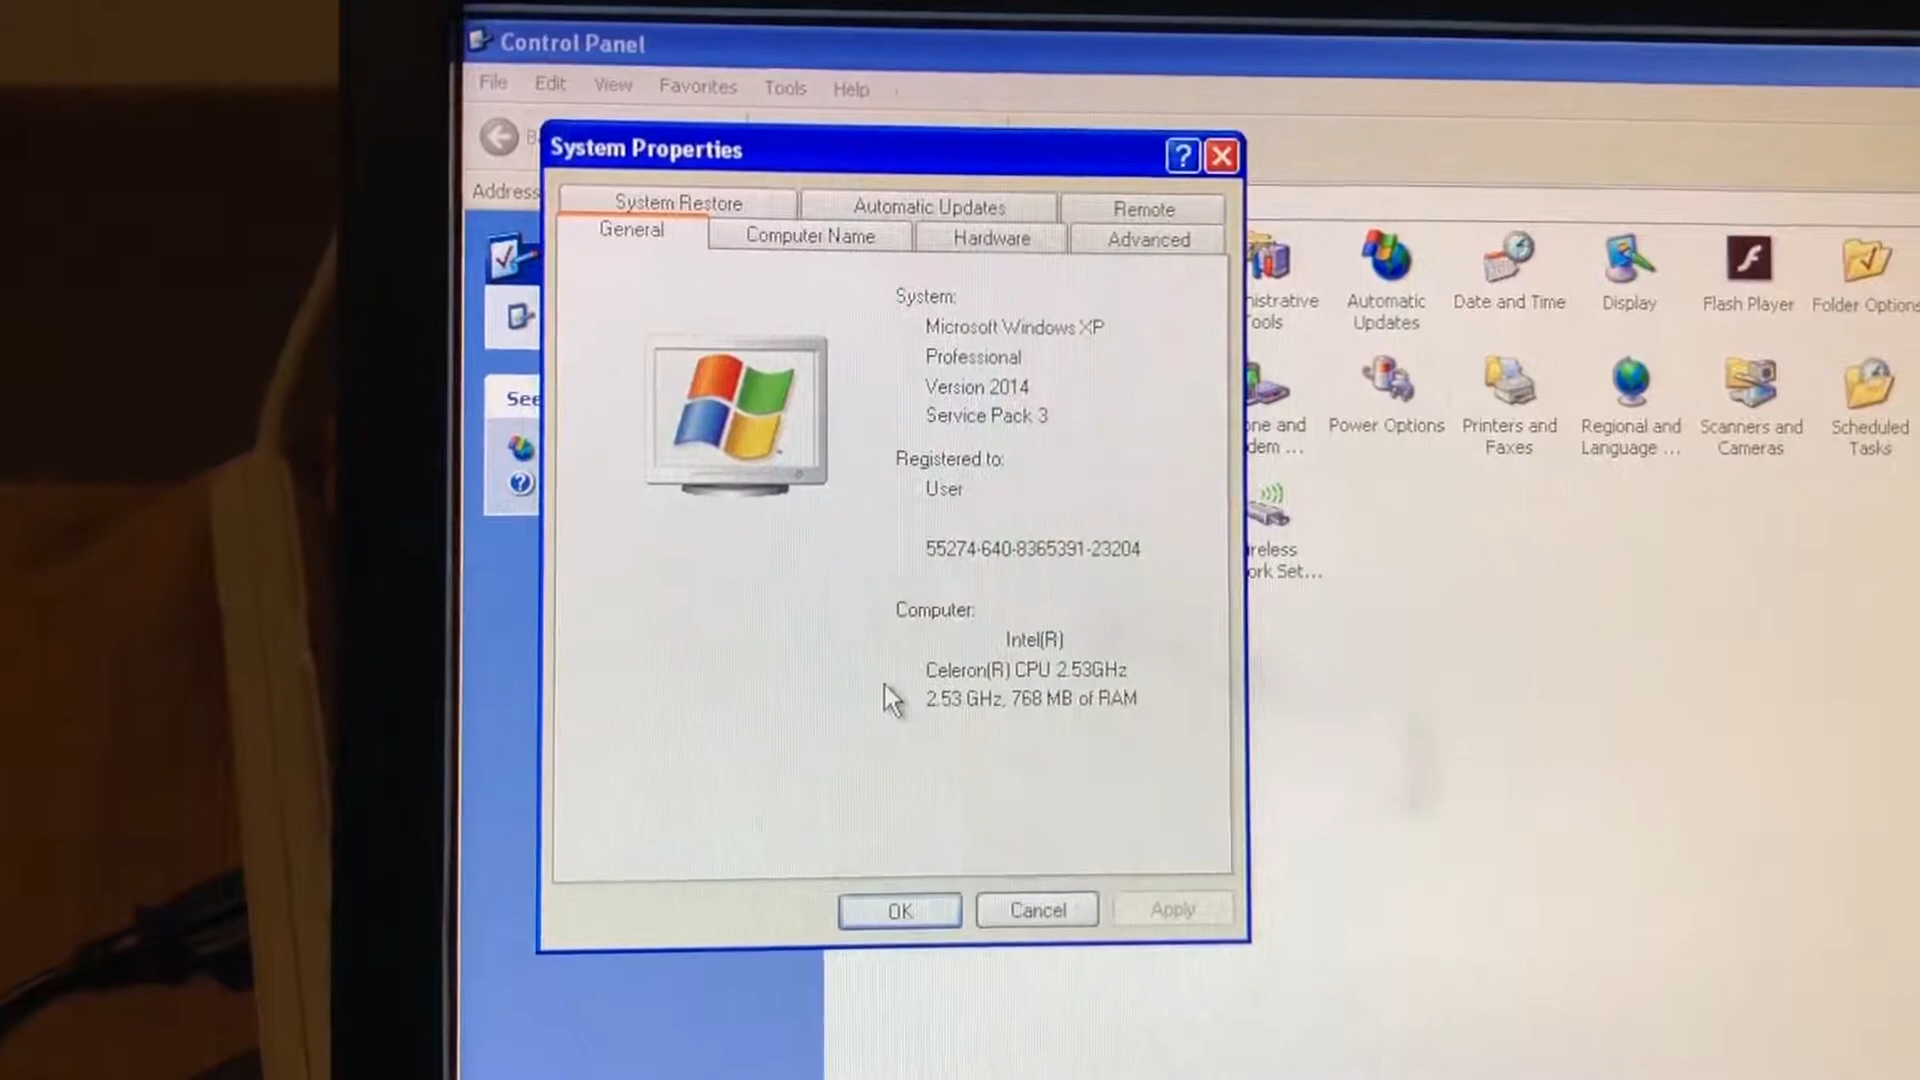 Control Panel
File Edit View Favorites Tools Help
System Properties
Address
System Restore Automatic Updates Remote
General Computer Name Hardware Advanced
System:
Microsoft Windows XP
Professional
Version 2014
Service Pack 3
Registered to:
User
55274-640-8365391-23204
Computer:
Intel(R)
Celeron(R) CPU 2.53GHz
2.53 GHz, 768 MB of RAM
OK Cancel Apply
See
Automatic
Updates
Date and Time
Display
Flash Player
Folder Options
Power Options
Printers and
Faxes
Regional and
Language ...
Scanners and
Cameras
Scheduled
Tasks